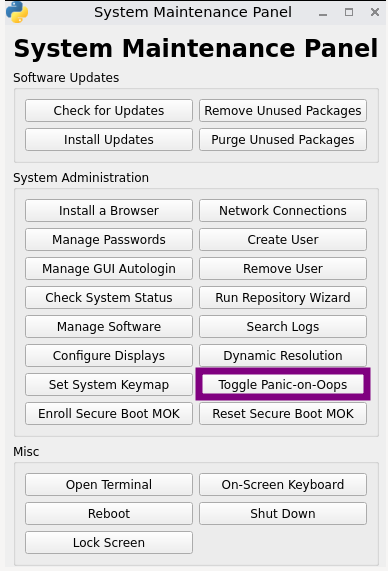 System Maintenance Panel
System Maintenance Panel
Software Updates
Check for Updates
Remove Unused Packages
Install Updates
Purge Unused Packages
System Administration
Install a Browser
Network Connections
Manage Passwords
Create User
Manage GUI Autologin
Remove User
Check System Status
Run Repository Wizard
Manage Software
Search Logs
Configure Displays
Dynamic Resolution
Set System Keymap
Toggle Panic-on-Oops
Enroll Secure Boot MOK
Reset Secure Boot MOK
Misc
Open Terminal
On-Screen Keyboard
Reboot
Shut Down
Lock Screen